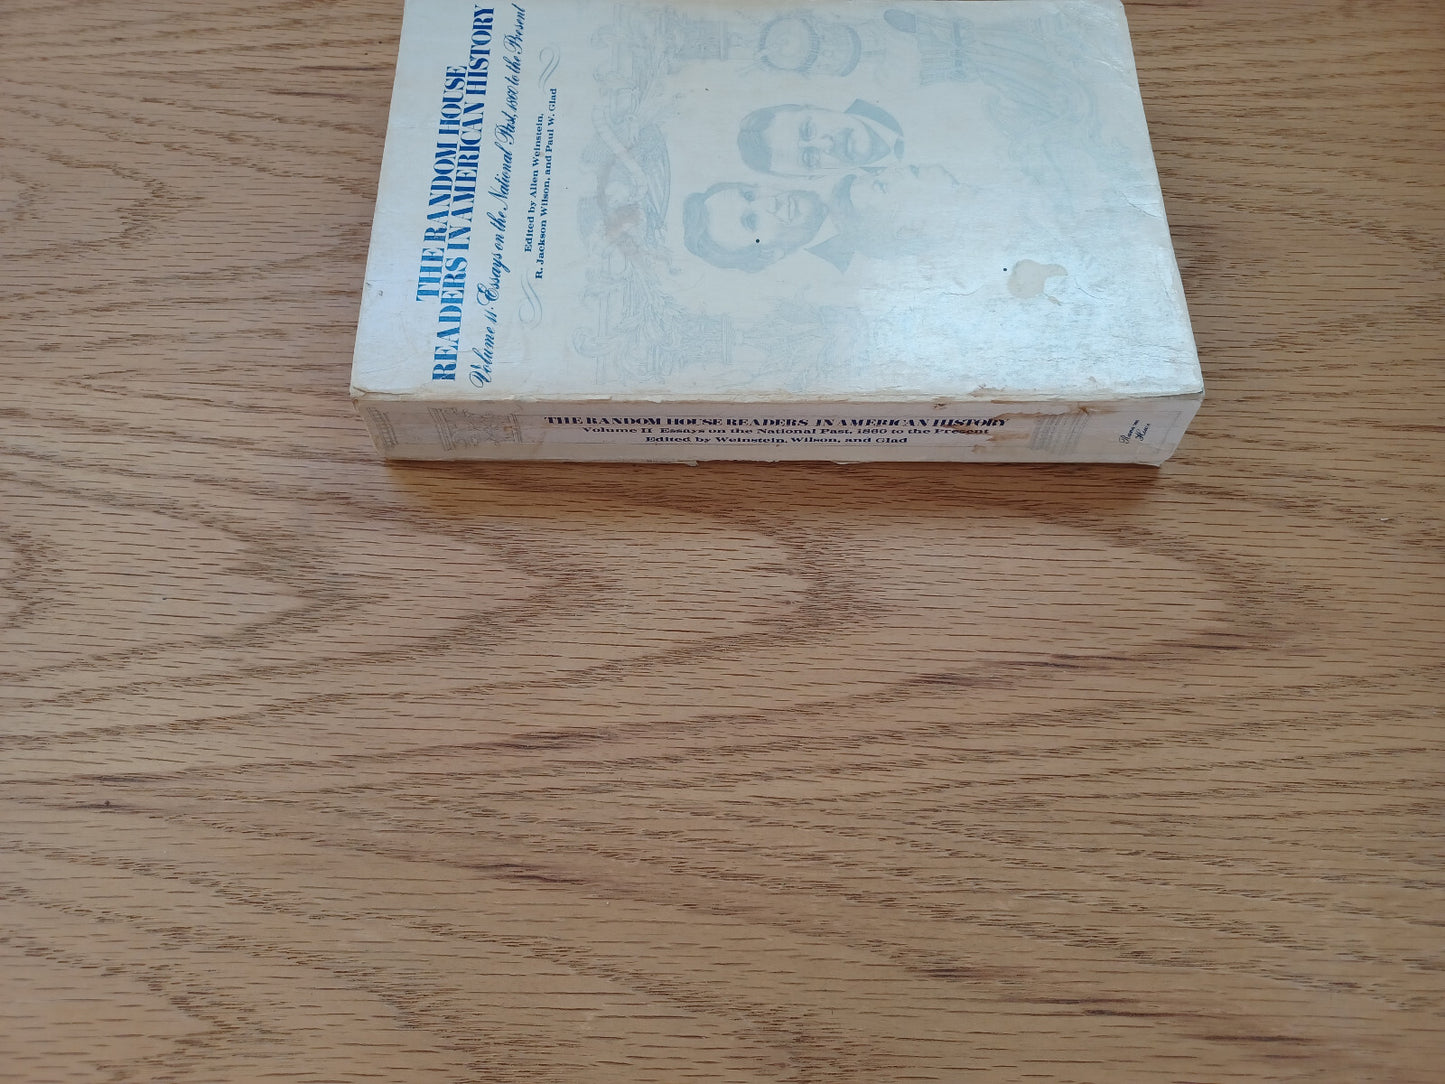 THE RANDOM HOUSE
READERS IN AMERICAN HISTORY
Volume II: Essays on the National Past, 1860 to the Present
Edited by Allen Weinstein,
R. Jackson Wilson, and Paul W. Glad
THE RANDOM HOUSE READERS IN AMERICAN HISTORY
Volume II Essays on the National Past, 1860 to the Present
Edited by Weinstein, Wilson, and Glad
Random
House